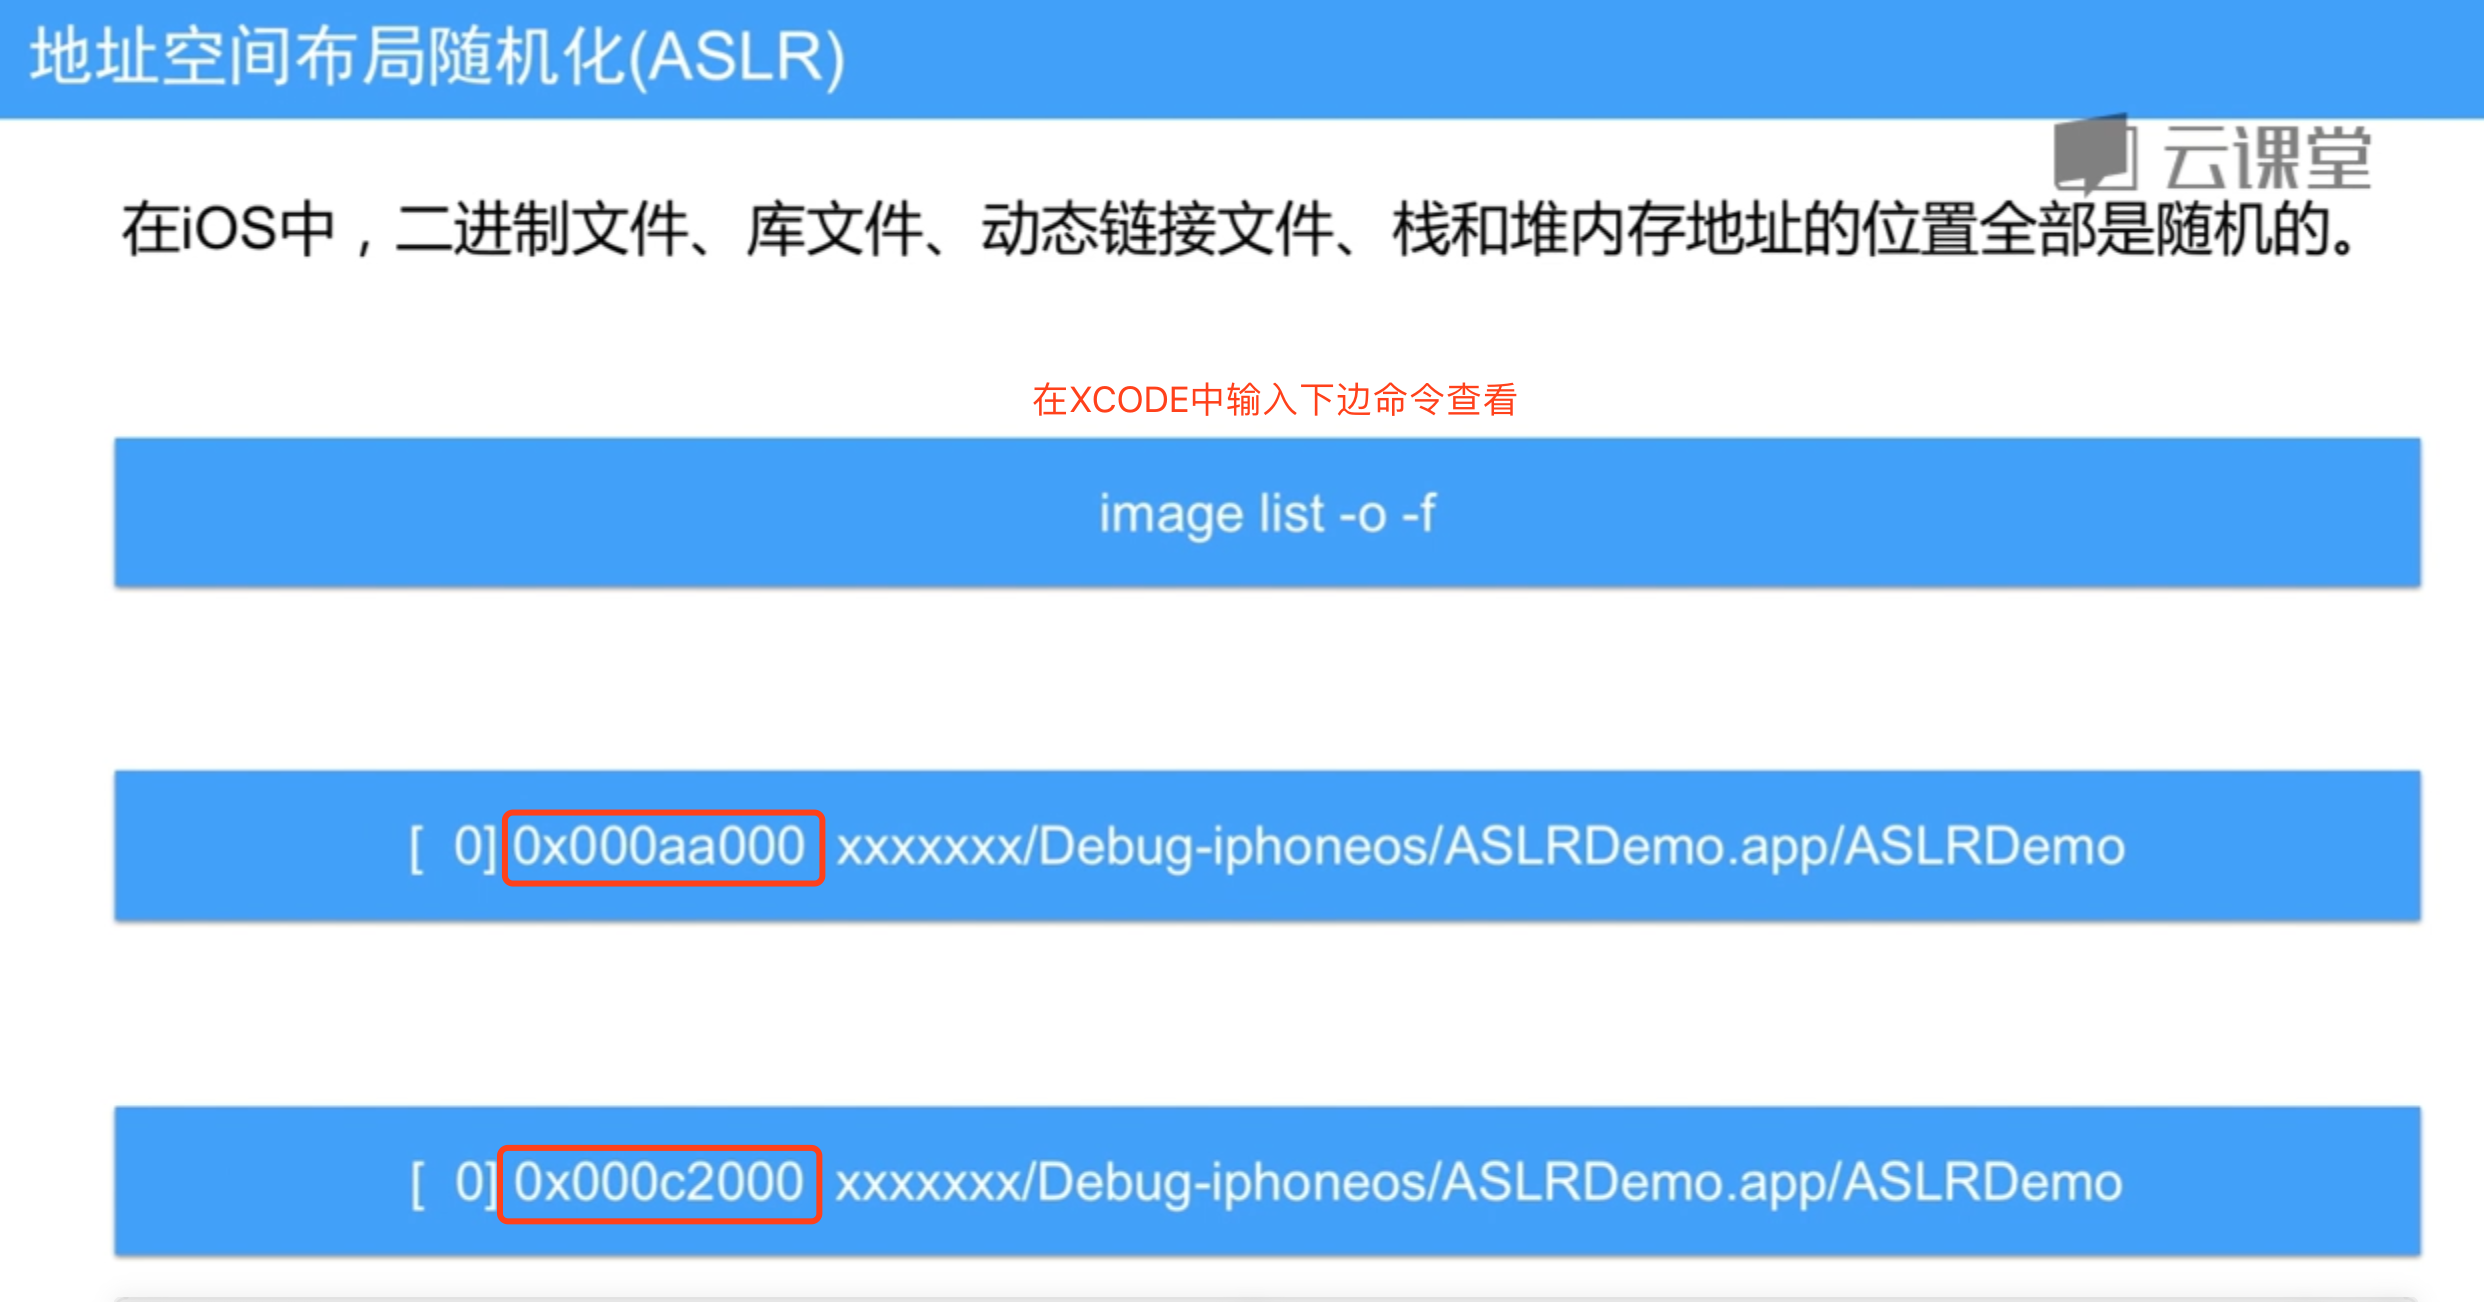 地址空间布局随机化(ASLR)
云课堂
在iOS中，二进制文件、库文件、动态链接文件、栈和堆内存地址的位置全部是随机的。
在XCODE中输入下边命令查看
image list -o -f
[  0] 0x000aa000 xxxxxxx/Debug-iphoneos/ASLRDemo.app/ASLRDemo
[  0] 0x000c2000 xxxxxxx/Debug-iphoneos/ASLRDemo.app/ASLRDemo